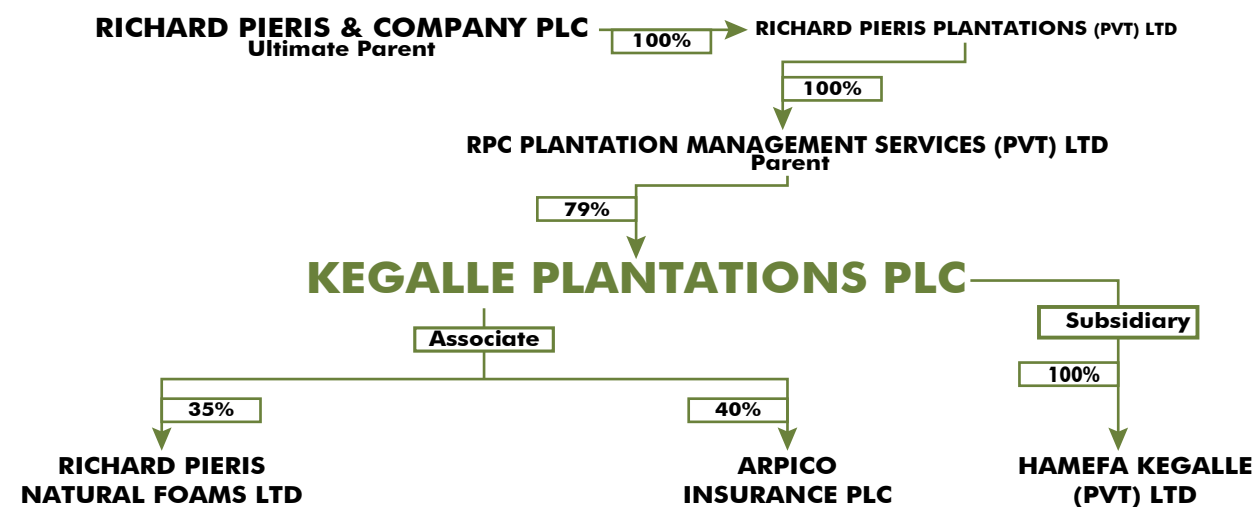 RICHARD PIERIS & COMPANY PLC
Ultimate Parent
100%
RICHARD PIERIS PLANTATIONS (PVT) LTD
100%
RPC PLANTATION MANAGEMENT SERVICES (PVT) LTD
Parent
79%
KEGALLE PLANTATIONS PLC
Associate
Subsidiary
100%
35%
40%
RICHARD PIERIS
NATURAL FOAMS LTD
ARPICO
INSURANCE PLC
HAMEFA KEGALLE
(PVT) LTD